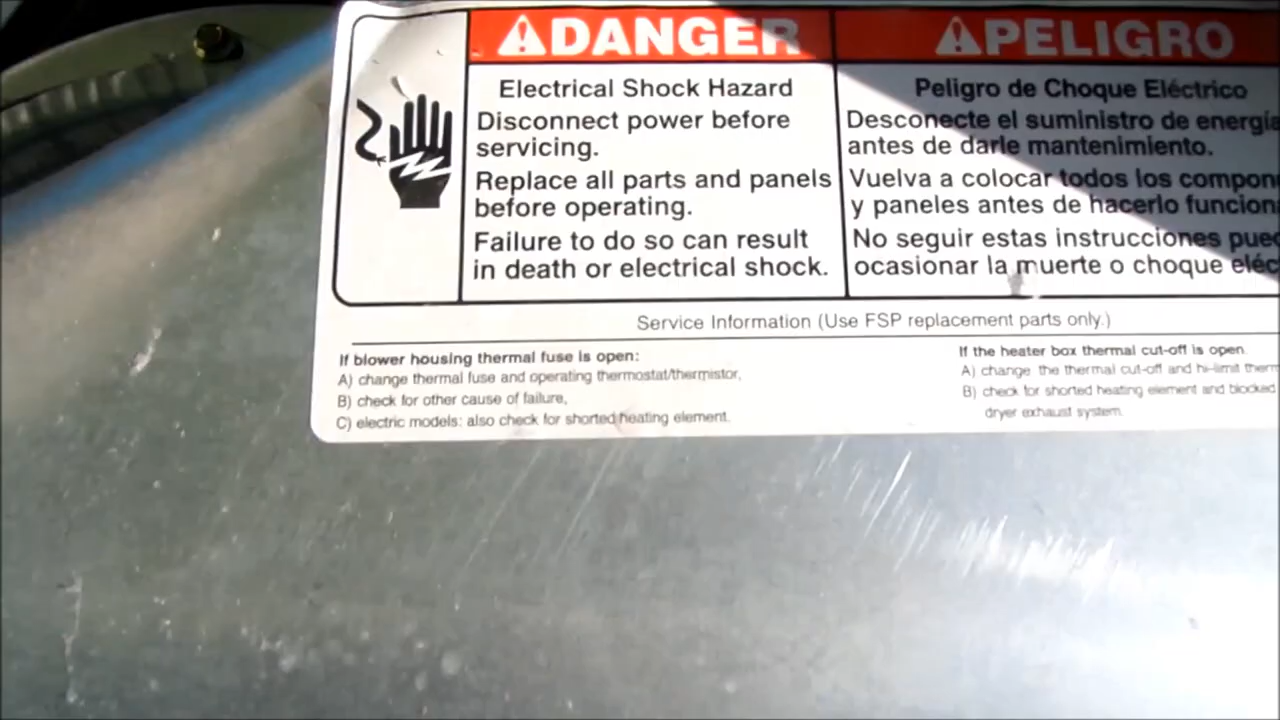 DANGER
Electrical Shock Hazard
Disconnect power before
servicing.
Replace all parts and panels
before operating.
Failure to do so can result
in death or electrical shock.
PELIGRO
Peligro de Choque Eléctrico
Desconecte el suministro de energía
antes de darle mantenimiento.
Vuelva a colocar todos los
y paneles antes de hacerlo
No seguir estas instrucciones
ocasionar la muerte o choque
Service Information (Use FSP replacement parts only.)
If blower housing thermal fuse is open:
A) change thermal fuse and operating thermostat/thermistor,
B) check for other cause of failure,
C) electric models: also check for shorted heating element.
If the heater box thermal cut-off is open.
A) change the thermal cut-off and hi-limit
B) check for shorted heating element and blocked
dryer exhaust system.